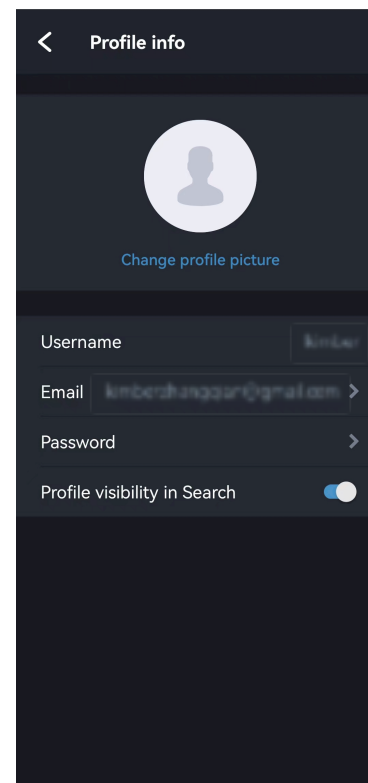 Profile info
Change profile picture
Username
Email
Password
Profile visibility in Search